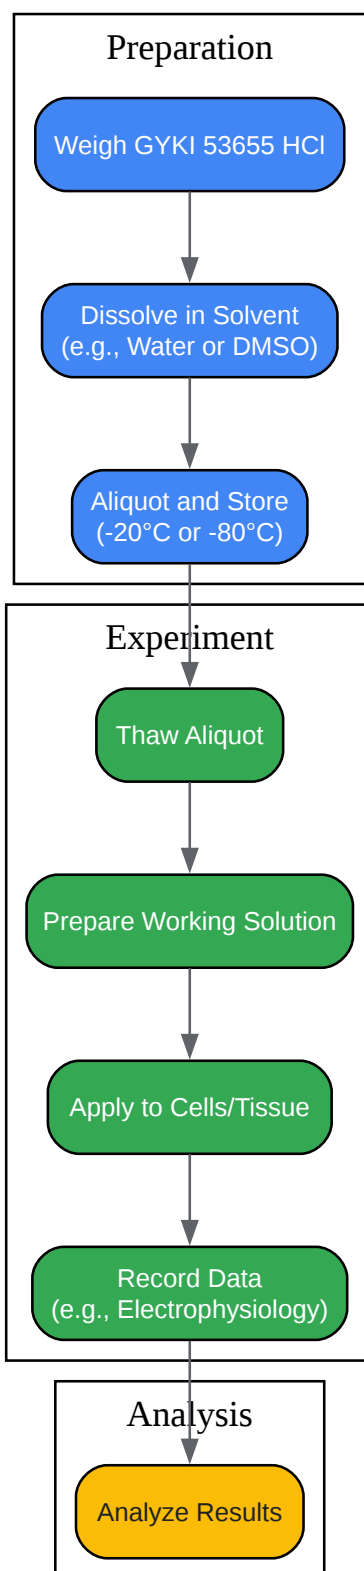 Preparation
Weigh GYKI 53655 HCl
Dissolve in Solvent
(e.g., Water or DMSO)
Aliquot and Store
(-20°C or -80°C)
Experiment
Thaw Aliquot
Prepare Working Solution
Apply to Cells/Tissue
Record Data
(e.g., Electrophysiology)
Analysis
Analyze Results